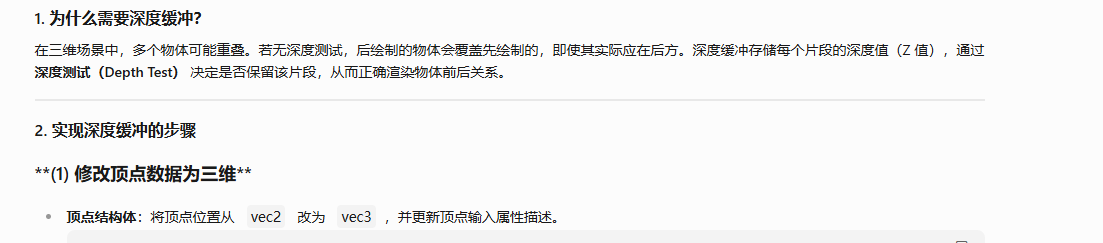 1. 为什么需要深度缓冲？
在三维场景中，多个物体可能重叠。若无深度测试，后绘制的物体会覆盖先绘制的，即使其实际应在后方。深度缓冲存储每个片段的深度值（Z 值），通过
深度测试（Depth Test） 决定是否保留该片段，从而正确渲染物体前后关系。
2. 实现深度缓冲的步骤
**(1) 修改顶点数据为三维**
• 顶点结构体：将顶点位置从 vec2 改为 vec3 ，并更新顶点输入属性描述。